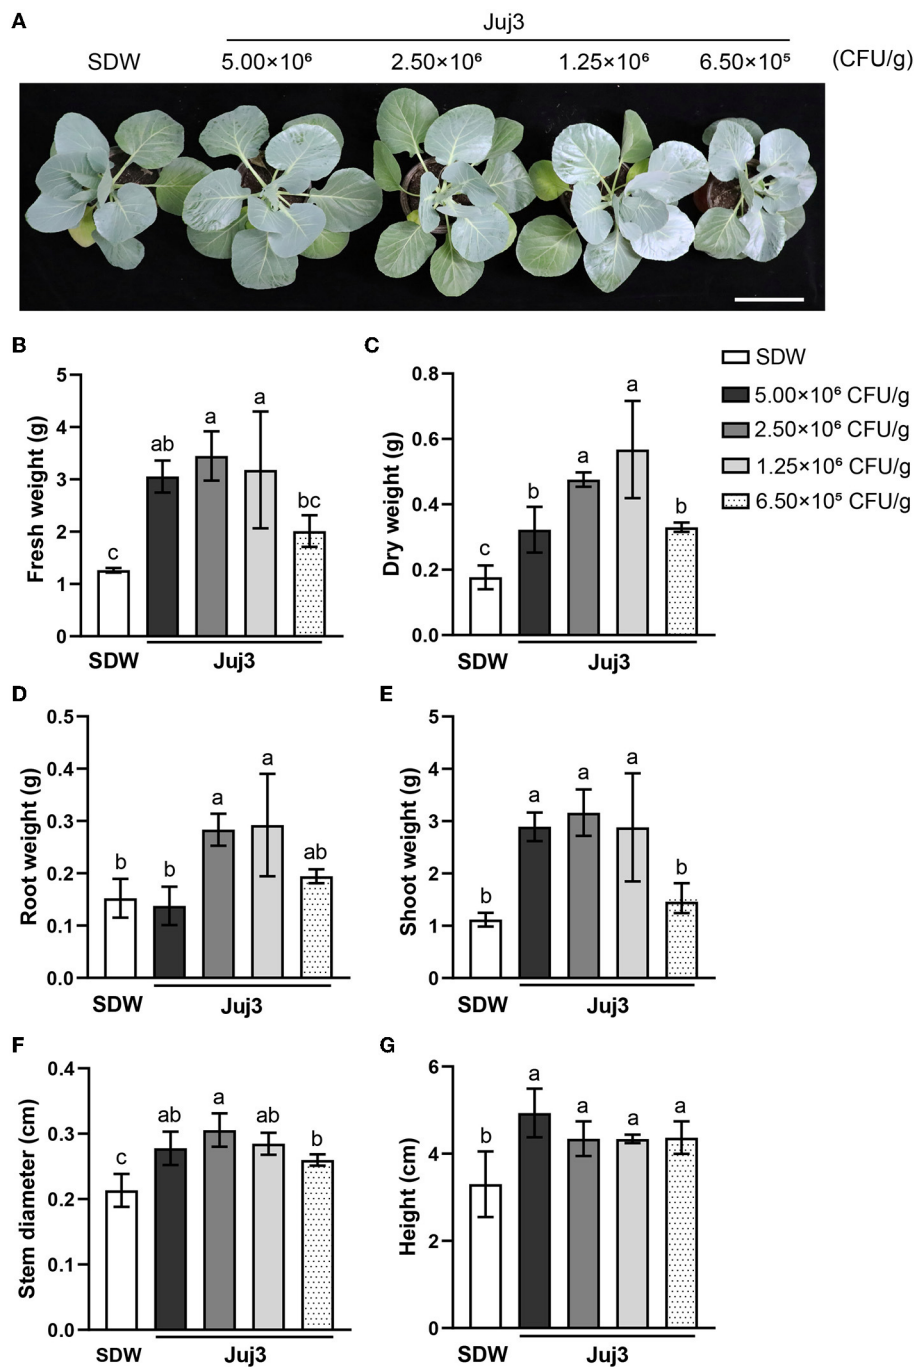 A
Juj3
SDW 5.00×10⁶ 2.50×10⁶ 1.25×10⁶ 6.50×10⁵ (CFU/g)
B
Fresh weight (g)
5
4
3
2
1
0
c ab a a bc
SDW Juj3
C
Dry weight (g)
0.8
0.6
0.4
0.2
0.0
c b a a b
SDW Juj3
SDW
5.00×10⁶ CFU/g
2.50×10⁶ CFU/g
1.25×10⁶ CFU/g
6.50×10⁵ CFU/g
D
Root weight (g)
0.5
0.4
0.3
0.2
0.1
0.0
b b a a ab
SDW Juj3
E
Shoot weight (g)
5
4
3
2
1
0
b a a a b
SDW Juj3
F
Stem diameter (cm)
0.4
0.3
0.2
0.1
0.0
c ab a ab b
SDW Juj3
G
Height (cm)
6
4
2
0
b a a a a
SDW Juj3